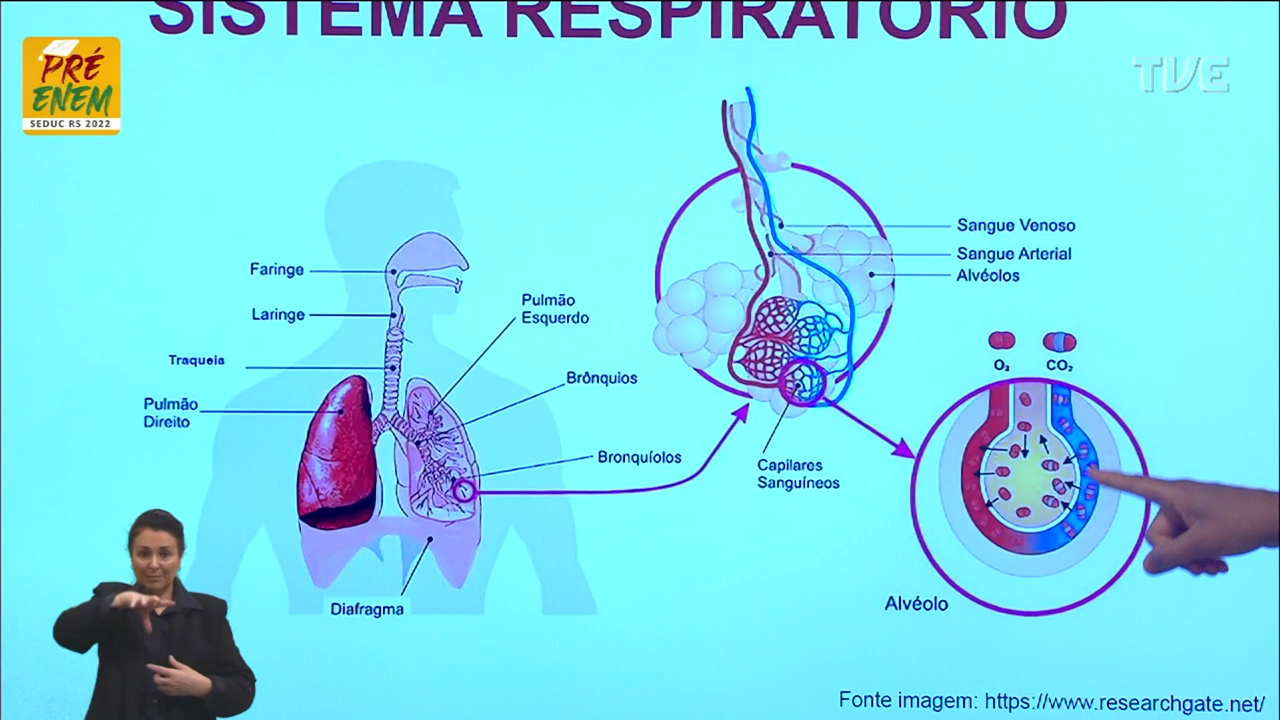 SISTEMA RESPIRATÓRIO
PRÉ
ENEM
SEDUC RS 2022
TVE
Faringe
Laringe
Traqueia
Pulmão
Direito
Pulmão
Esquerdo
Brônquios
Bronquíolos
Diafragma
Sangue Venoso
Sangue Arterial
Alvéolos
Capilares
Sanguíneos
O₂ CO₂
Alvéolo
Fonte imagem: https://www.researchgate.net/